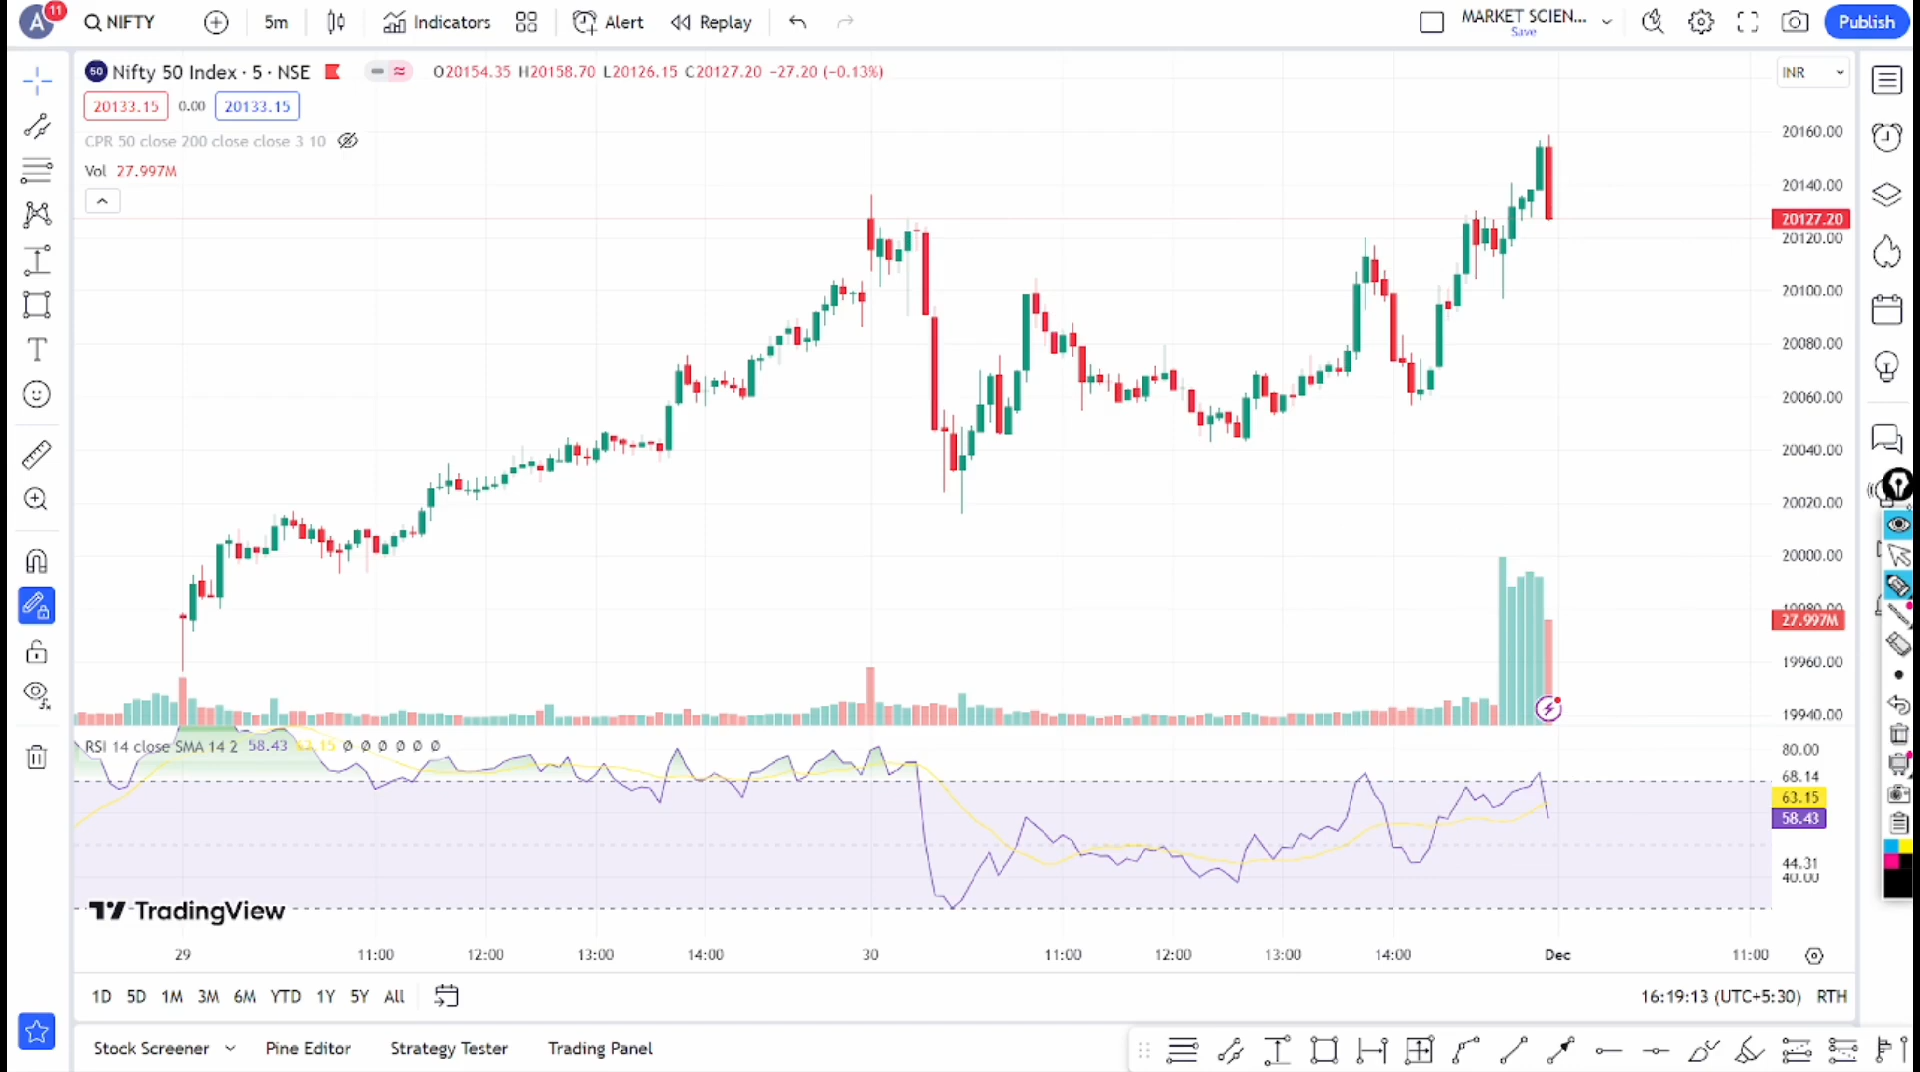 A 11 NIFTY 5m Indicators Alert Replay MARKET SCIEN... Save Publish
50 Nifty 50 Index · 5 · NSE O20154.35 H20158.70 L20126.15 C20127.20 −27.20 (−0.13%) INR
20133.15 0.00 20133.15
CPR 50 close 200 close close 3 10
Vol 27.997M
20160.00
20140.00
20127.20
20120.00
20100.00
20080.00
20060.00
20040.00
20020.00
20000.00
19980.00
27.997M
19960.00
19940.00
RSI 14 close SMA 14 2 58.43 63.15 Ø Ø Ø Ø Ø Ø
80.00
68.14
63.15
58.43
44.31
40.00
TradingView
29 11:00 12:00 13:00 14:00 30 11:00 12:00 13:00 14:00 Dec 11:00
1D 5D 1M 3M 6M YTD 1Y 5Y All 16:19:13 (UTC+5:30) RTH
Stock Screener Pine Editor Strategy Tester Trading Panel